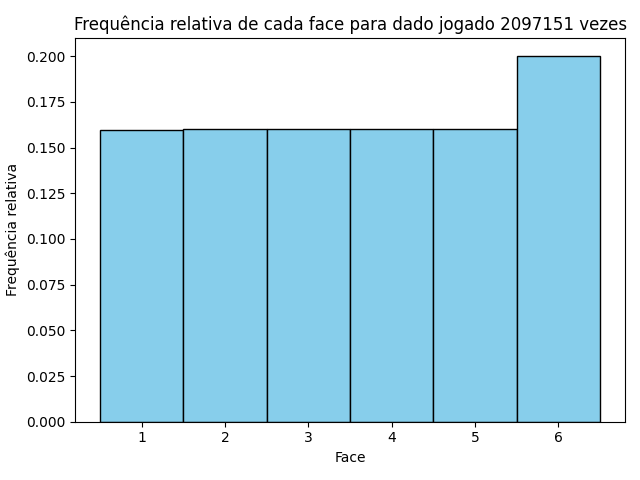 Frequência relativa de cada face para dado jogado 2097151 vezes
0.200
0.175
0.150
0.125
0.100
0.075
0.050
0.025
0.000
Frequência relativa
1 2 3 4 5 6
Face